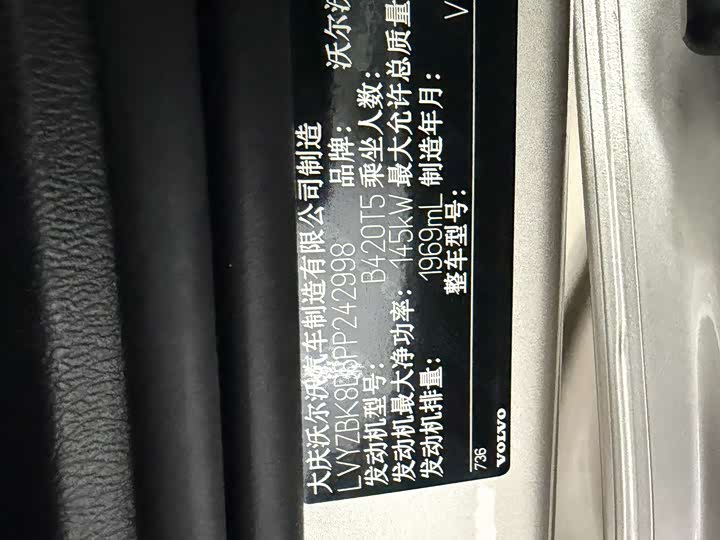 大庆沃尔沃汽车制造有限公司制造
品牌: 沃尔沃
发动机型号: B420T5 乘坐人数:
发动机最大净功率: 145kW 最大允许总质量
发动机排量: 1969mL 制造年月:
整车型号: V
736
VOLVO